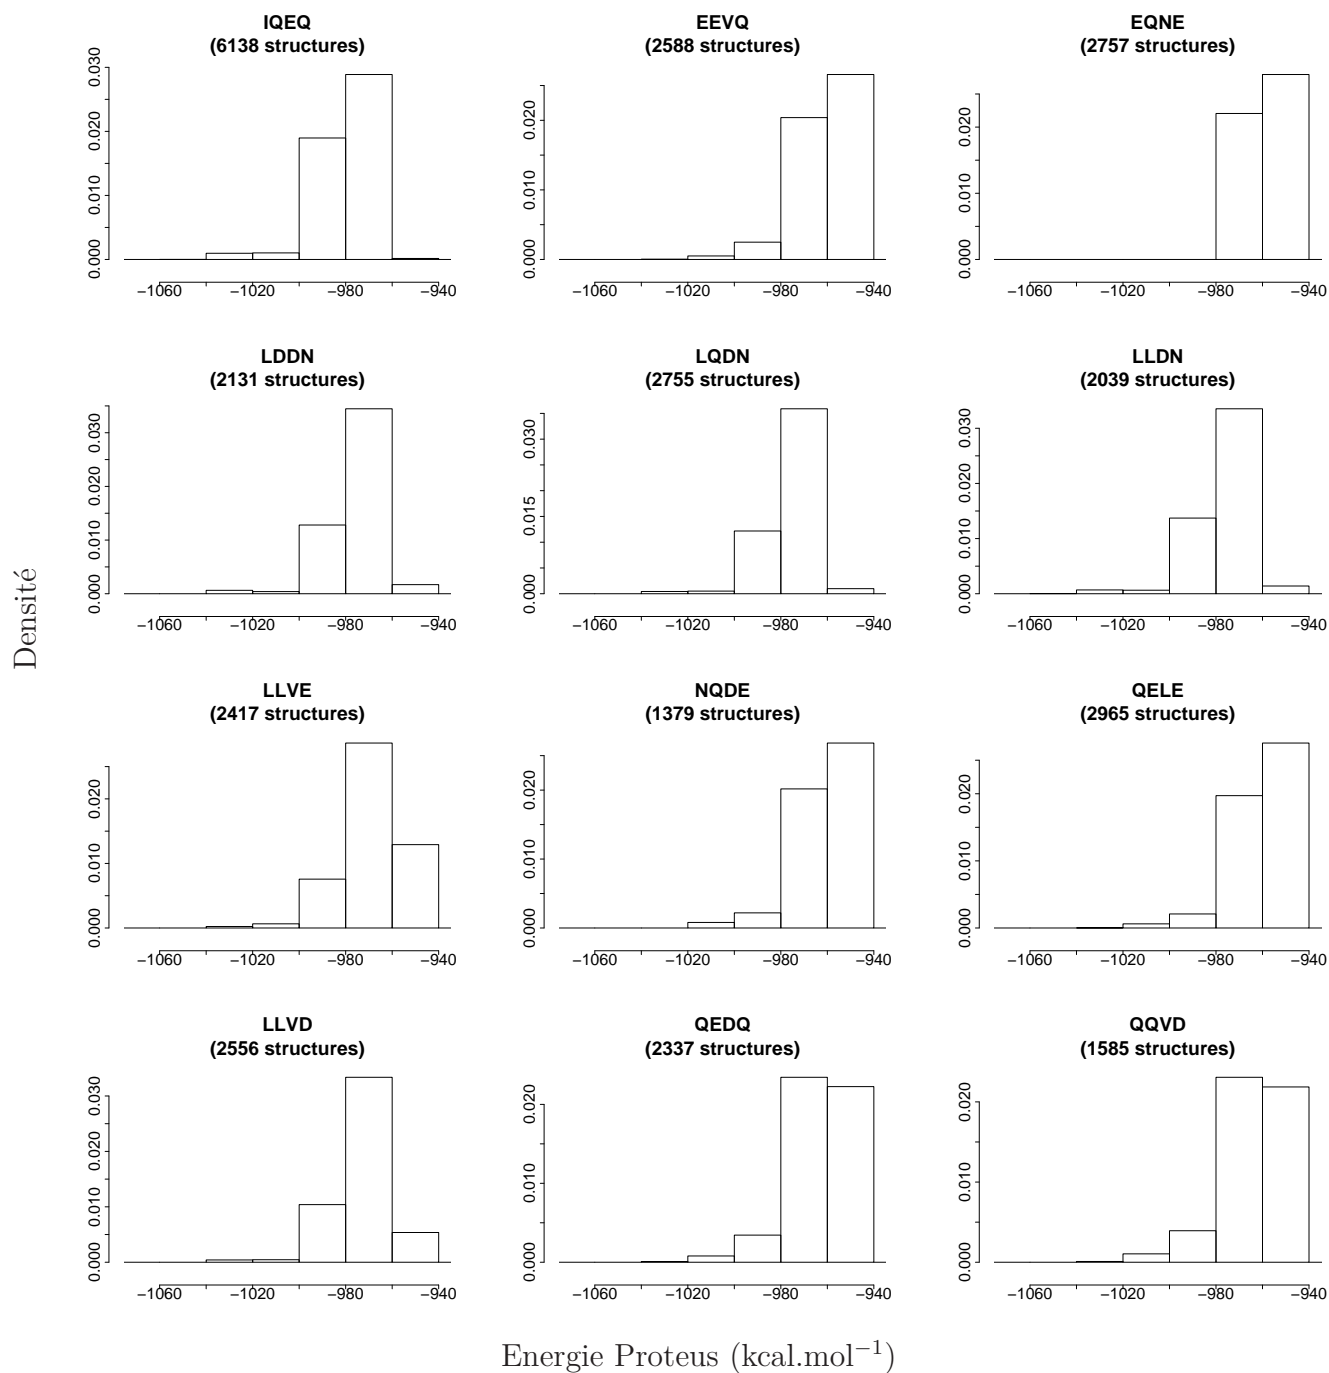 IQEQ
(6138 structures)
0.000 0.010 0.020 0.030
−1060 −1020 −980 −940
EEVQ
(2588 structures)
0.000 0.010 0.020
−1060 −1020 −980 −940
EQNE
(2757 structures)
0.000 0.010 0.020
−1060 −1020 −980 −940
LDDN
(2131 structures)
0.000 0.010 0.020 0.030
−1060 −1020 −980 −940
LQDN
(2755 structures)
0.000 0.015 0.030
−1060 −1020 −980 −940
LLDN
(2039 structures)
0.000 0.010 0.020 0.030
−1060 −1020 −980 −940
Densité
LLVE
(2417 structures)
0.000 0.010 0.020
−1060 −1020 −980 −940
NQDE
(1379 structures)
0.000 0.010 0.020
−1060 −1020 −980 −940
QELE
(2965 structures)
0.000 0.010 0.020
−1060 −1020 −980 −940
LLVD
(2556 structures)
0.000 0.010 0.020 0.030
−1060 −1020 −980 −940
QEDQ
(2337 structures)
0.000 0.010 0.020
−1060 −1020 −980 −940
QQVD
(1585 structures)
0.000 0.010 0.020
−1060 −1020 −980 −940
Energie Proteus (kcal.mol⁻¹)